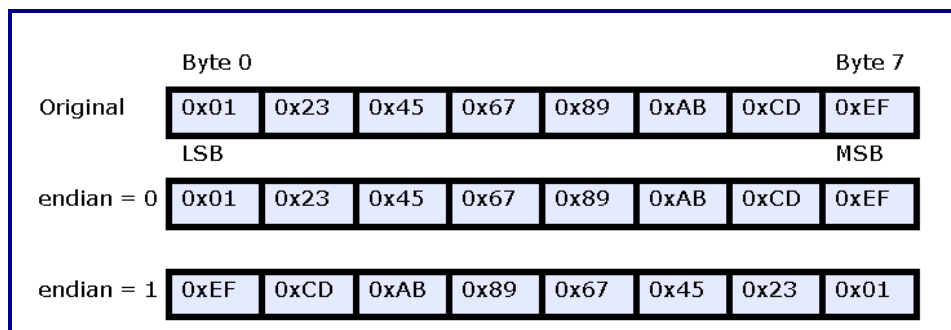 Byte 0 Byte 7
Original 0x01 0x23 0x45 0x67 0x89 0xAB 0xCD 0xEF
LSB MSB
endian = 0 0x01 0x23 0x45 0x67 0x89 0xAB 0xCD 0xEF
endian = 1 0xEF 0xCD 0xAB 0x89 0x67 0x45 0x23 0x01